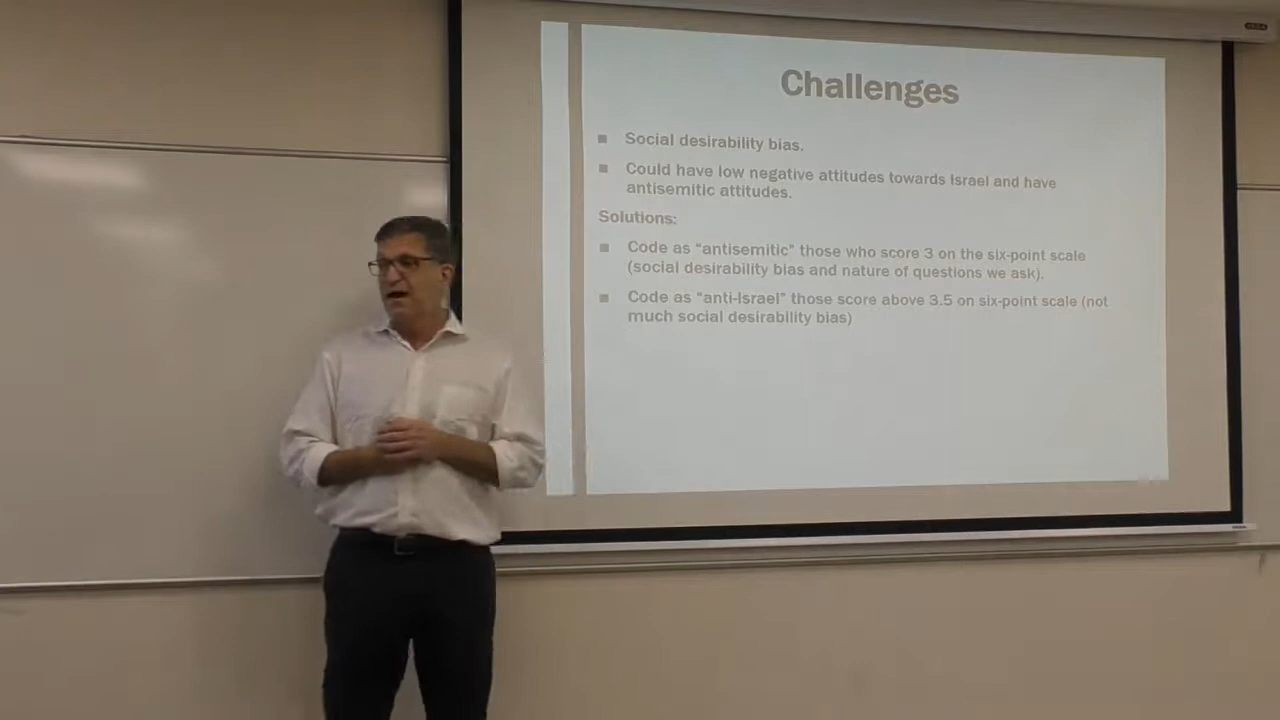 Challenges
■ Social desirability bias.
■ Could have low negative attitudes towards Israel and have
antisemitic attitudes.
Solutions:
■ Code as “antisemitic” those who score 3 on the six-point scale
(social desirability bias and nature of questions we ask).
■ Code as “anti-Israel” those score above 3.5 on six-point scale (not
much social desirability bias)